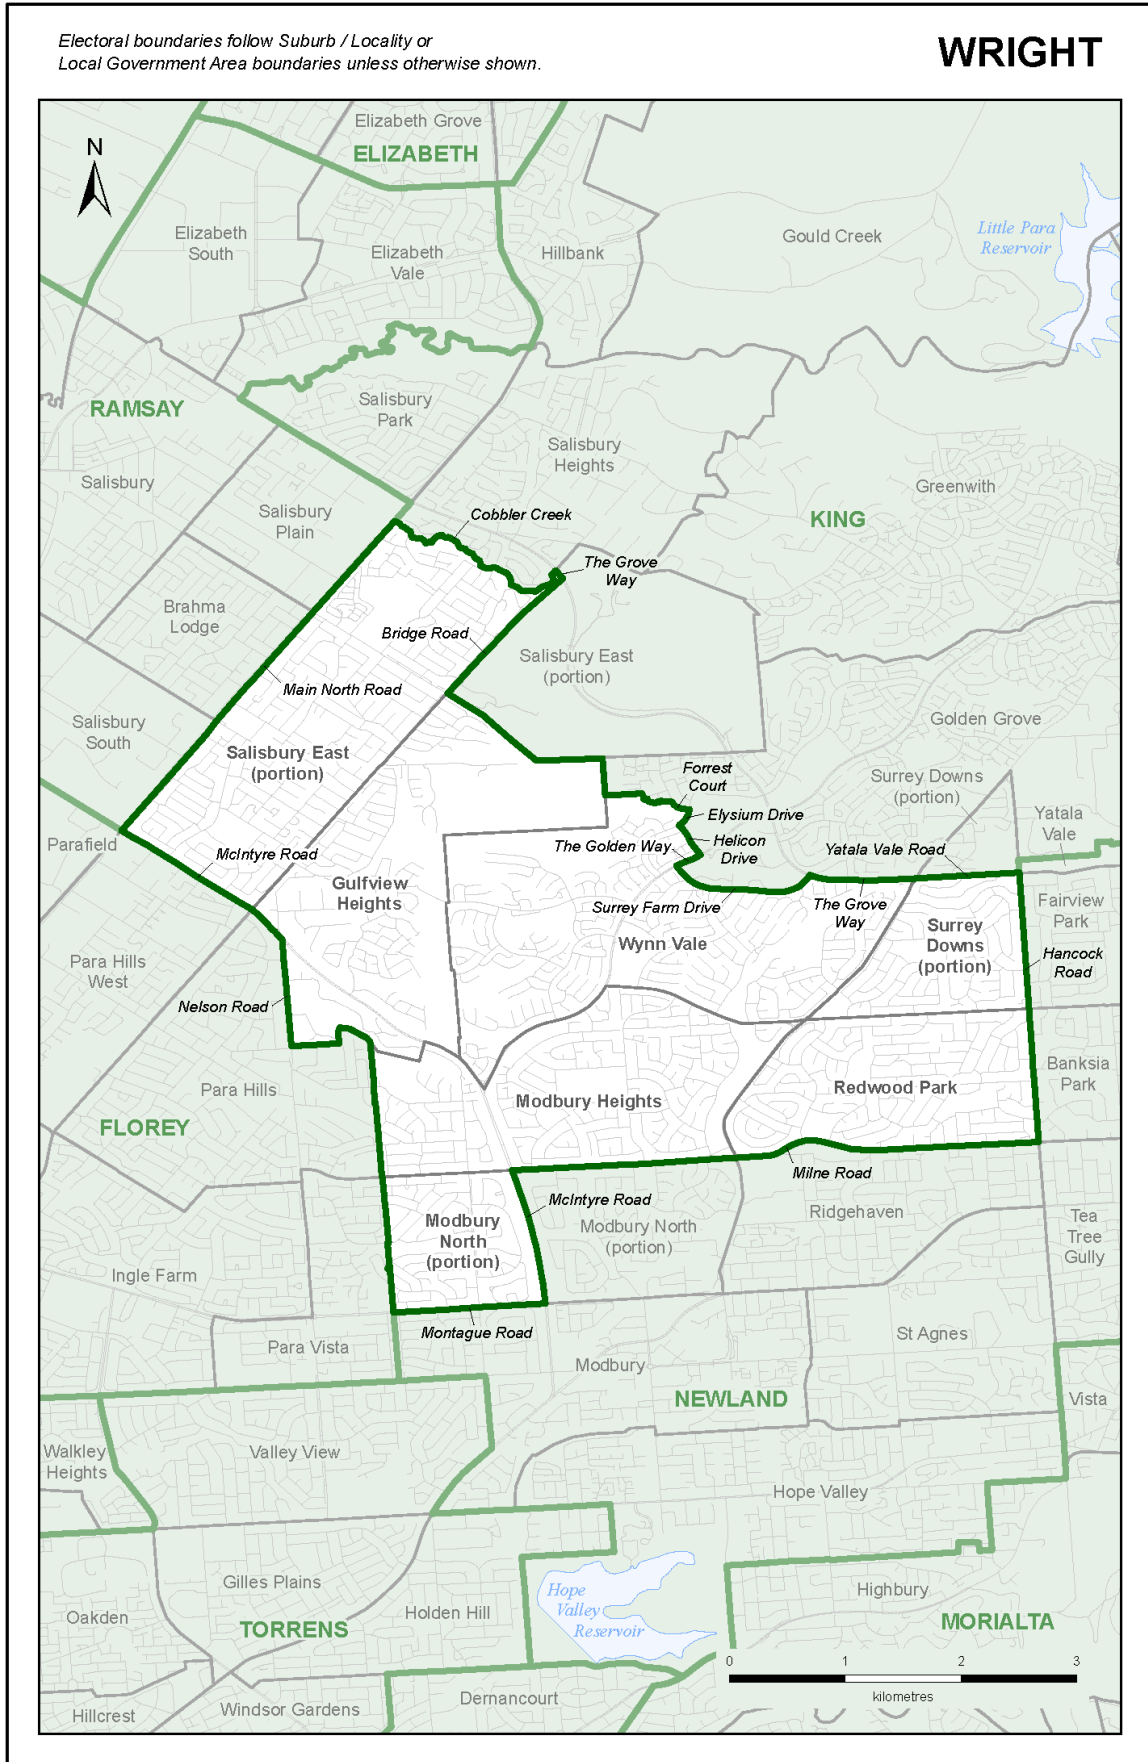 Electoral boundaries follow Suburb / Locality or
Local Government Area boundaries unless otherwise shown.
WRIGHT
N
Elizabeth Grove
ELIZABETH
Elizabeth
South
Elizabeth
Vale
Hillbank
Gould Creek
Little Para
Reservoir
RAMSAY
Salisbury
Park
Salisbury
Heights
Salisbury
Greenwith
Salisbury
Plain
Cobbler Creek
KING
The Grove
Way
Brahma
Lodge
Bridge Road
Salisbury East
(portion)
Main North Road
Salisbury
South
Golden Grove
Salisbury East
(portion)
Forrest
Court
Surrey Downs
(portion)
Elysium Drive
Yatala
Vale
Parafield
McIntyre Road
The Golden Way
Helicon
Drive
Yatala Vale Road
Gulfview
Heights
Surrey Farm Drive
The Grove
Way
Fairview
Park
Wynn Vale
Surrey
Downs
(portion)
Hancock
Road
Para Hills
West
Nelson Road
Para Hills
Banksia
Park
Redwood Park
Modbury Heights
FLOREY
Milne Road
McIntyre Road
Ridgehaven
Modbury
North
(portion)
Modbury North
(portion)
Tea
Tree
Gully
Ingle Farm
Montague Road
St Agnes
Para Vista
Modbury
NEWLAND
Vista
Walkley
Heights
Valley View
Hope Valley
Gilles Plains
Hope
Valley
Reservoir
Highbury
Oakden
TORRENS
Holden Hill
MORIALTA
0 1 2 3
kilometres
Hillcrest
Windsor Gardens
Dernancourt